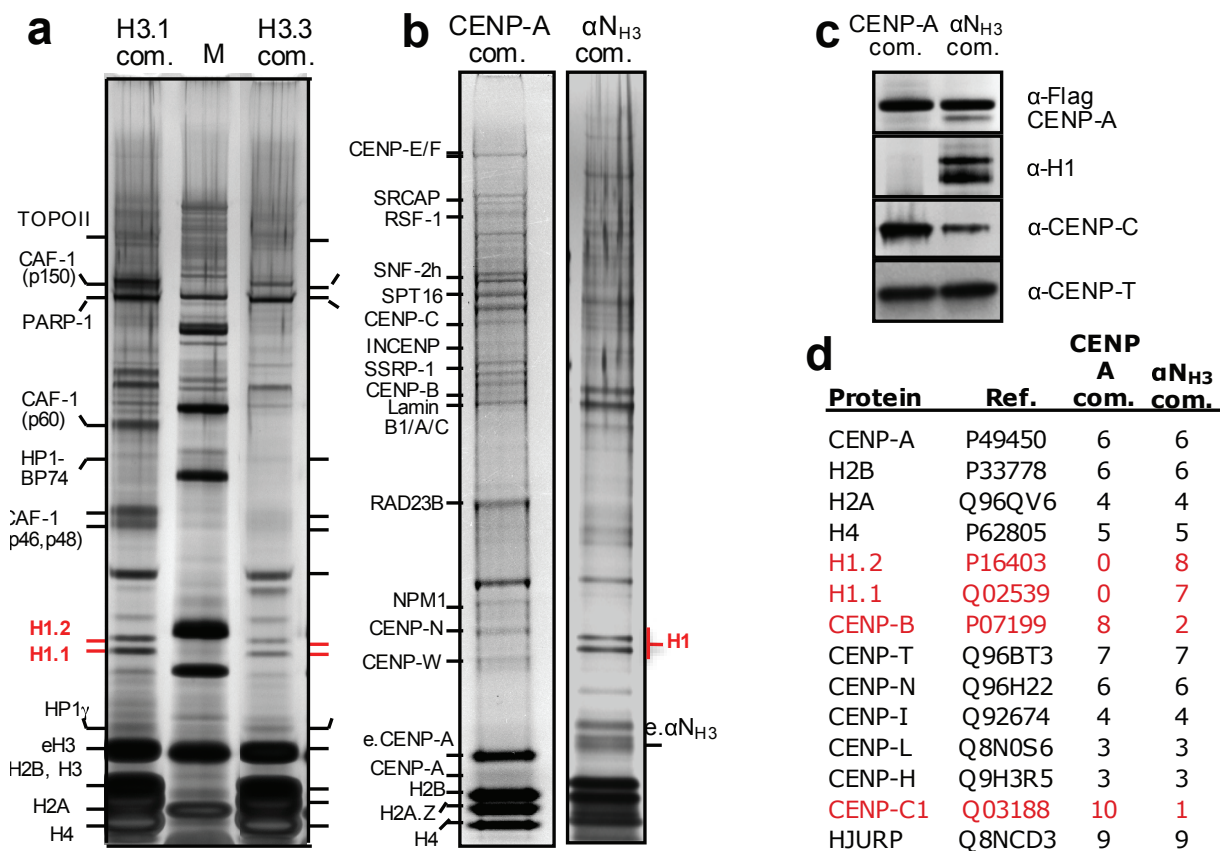 a
H3.1
com.
M
H3.3
com.
TOPOII
CAF-1
(p150)
PARP-1
CAF-1
(p60)
HP1-
BP74
CAF-1
p46,p48)
H1.2
H1.1
HP1γ
eH3
H2B, H3
H2A
H4
b
CENP-A
com.
αN_H3
com.
CENP-E/F
SRCAP
RSF-1
SNF-2h
SPT16
CENP-C
INCENP
SSRP-1
CENP-B
Lamin
B1/A/C
RAD23B
NPM1
CENP-N
CENP-W
e.CENP-A
CENP-A
H2B
H2A.Z
H4
H1
e.αN_H3
c
CENP-A
com.
αN_H3
com.
α-Flag
CENP-A
α-H1
α-CENP-C
α-CENP-T
d
Protein Ref. CENP A com. αN_H3 com.
CENP-A P49450 6 6
H2B P33778 6 6
H2A Q96QV6 4 4
H4 P62805 5 5
H1.2 P16403 0 8
H1.1 Q02539 0 7
CENP-B P07199 8 2
CENP-T Q96BT3 7 7
CENP-N Q96H22 6 6
CENP-I Q92674 4 4
CENP-L Q8N0S6 3 3
CENP-H Q9H3R5 3 3
CENP-C1 Q03188 10 1
HJURP Q8NCD3 9 9